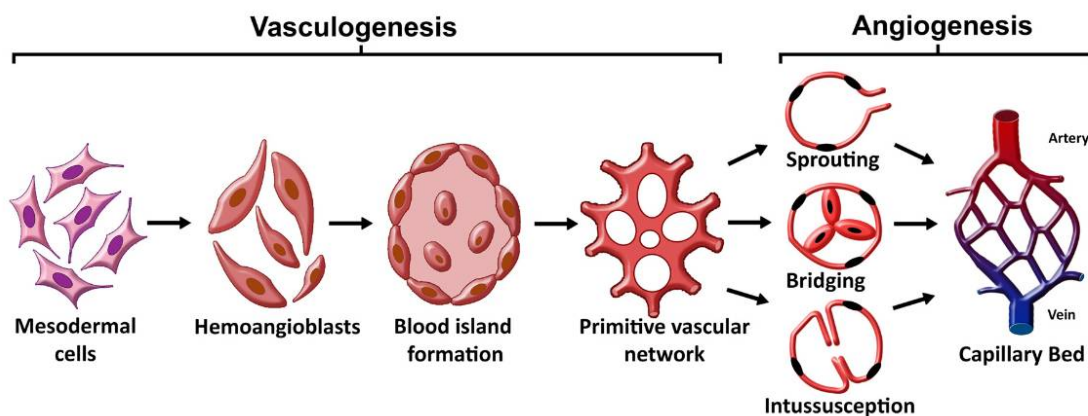 Vasculogenesis
Angiogenesis
Sprouting
Artery
Bridging
Mesodermal
cells
Hemoangioblasts
Blood island
formation
Primitive vascular
network
Vein
Capillary Bed
Intussusception